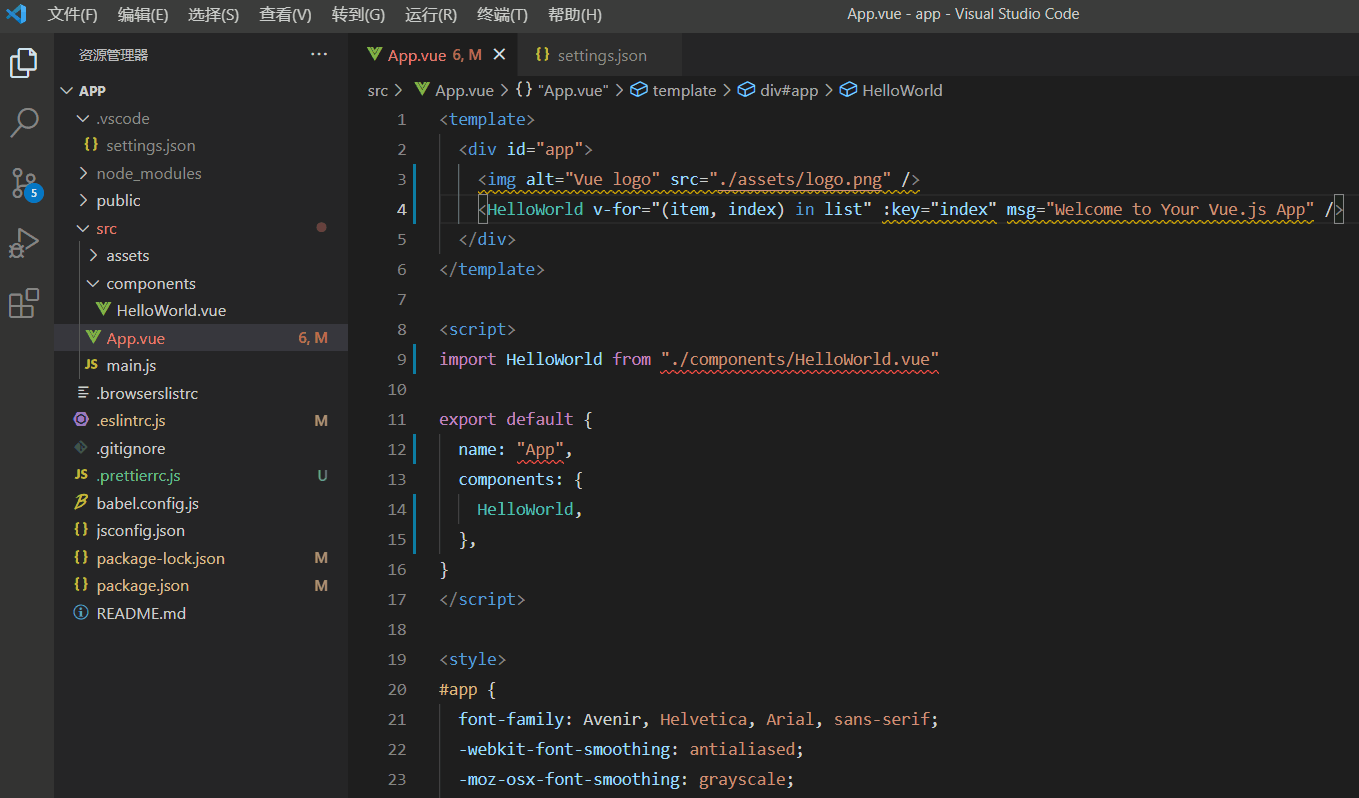 文件(F) 编辑(E) 选择(S) 查看(V) 转到(G) 运行(R) 终端(T) 帮助(H) App.vue - app - Visual Studio Code
资源管理器 ···
APP
.vscode
{} settings.json
node_modules
public
src
assets
components
HelloWorld.vue
App.vue 6, M
JS main.js
.browserslistrc
.eslintrc.js M
.gitignore
JS .prettierrc.js U
babel.config.js
{} jsconfig.json
{} package-lock.json M
{} package.json M
README.md
5
App.vue 6, M ✕ {} settings.json
src > App.vue > {} "App.vue" > template > div#app > HelloWorld
1 <template>
2 <div id="app">
3 <img alt="Vue logo" src="./assets/logo.png" />
4 <HelloWorld v-for="(item, index) in list" :key="index" msg="Welcome to Your Vue.js App" />
5 </div>
6 </template>
7
8 <script>
9 import HelloWorld from "./components/HelloWorld.vue"
10
11 export default {
12 name: "App",
13 components: {
14 HelloWorld,
15 },
16 }
17 </script>
18
19 <style>
20 #app {
21 font-family: Avenir, Helvetica, Arial, sans-serif;
22 -webkit-font-smoothing: antialiased;
23 -moz-osx-font-smoothing: grayscale;